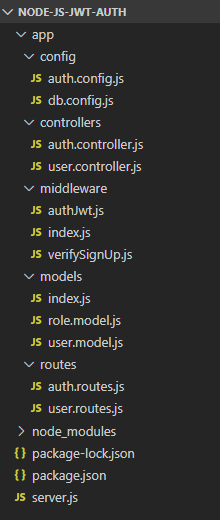 NODE-JS-JWT-AUTH
app
config
JS auth.config.js
JS db.config.js
controllers
JS auth.controller.js
JS user.controller.js
middleware
JS authJwt.js
JS index.js
JS verifySignUp.js
models
JS index.js
JS role.model.js
JS user.model.js
routes
JS auth.routes.js
JS user.routes.js
node_modules
{} package-lock.json
{} package.json
JS server.js